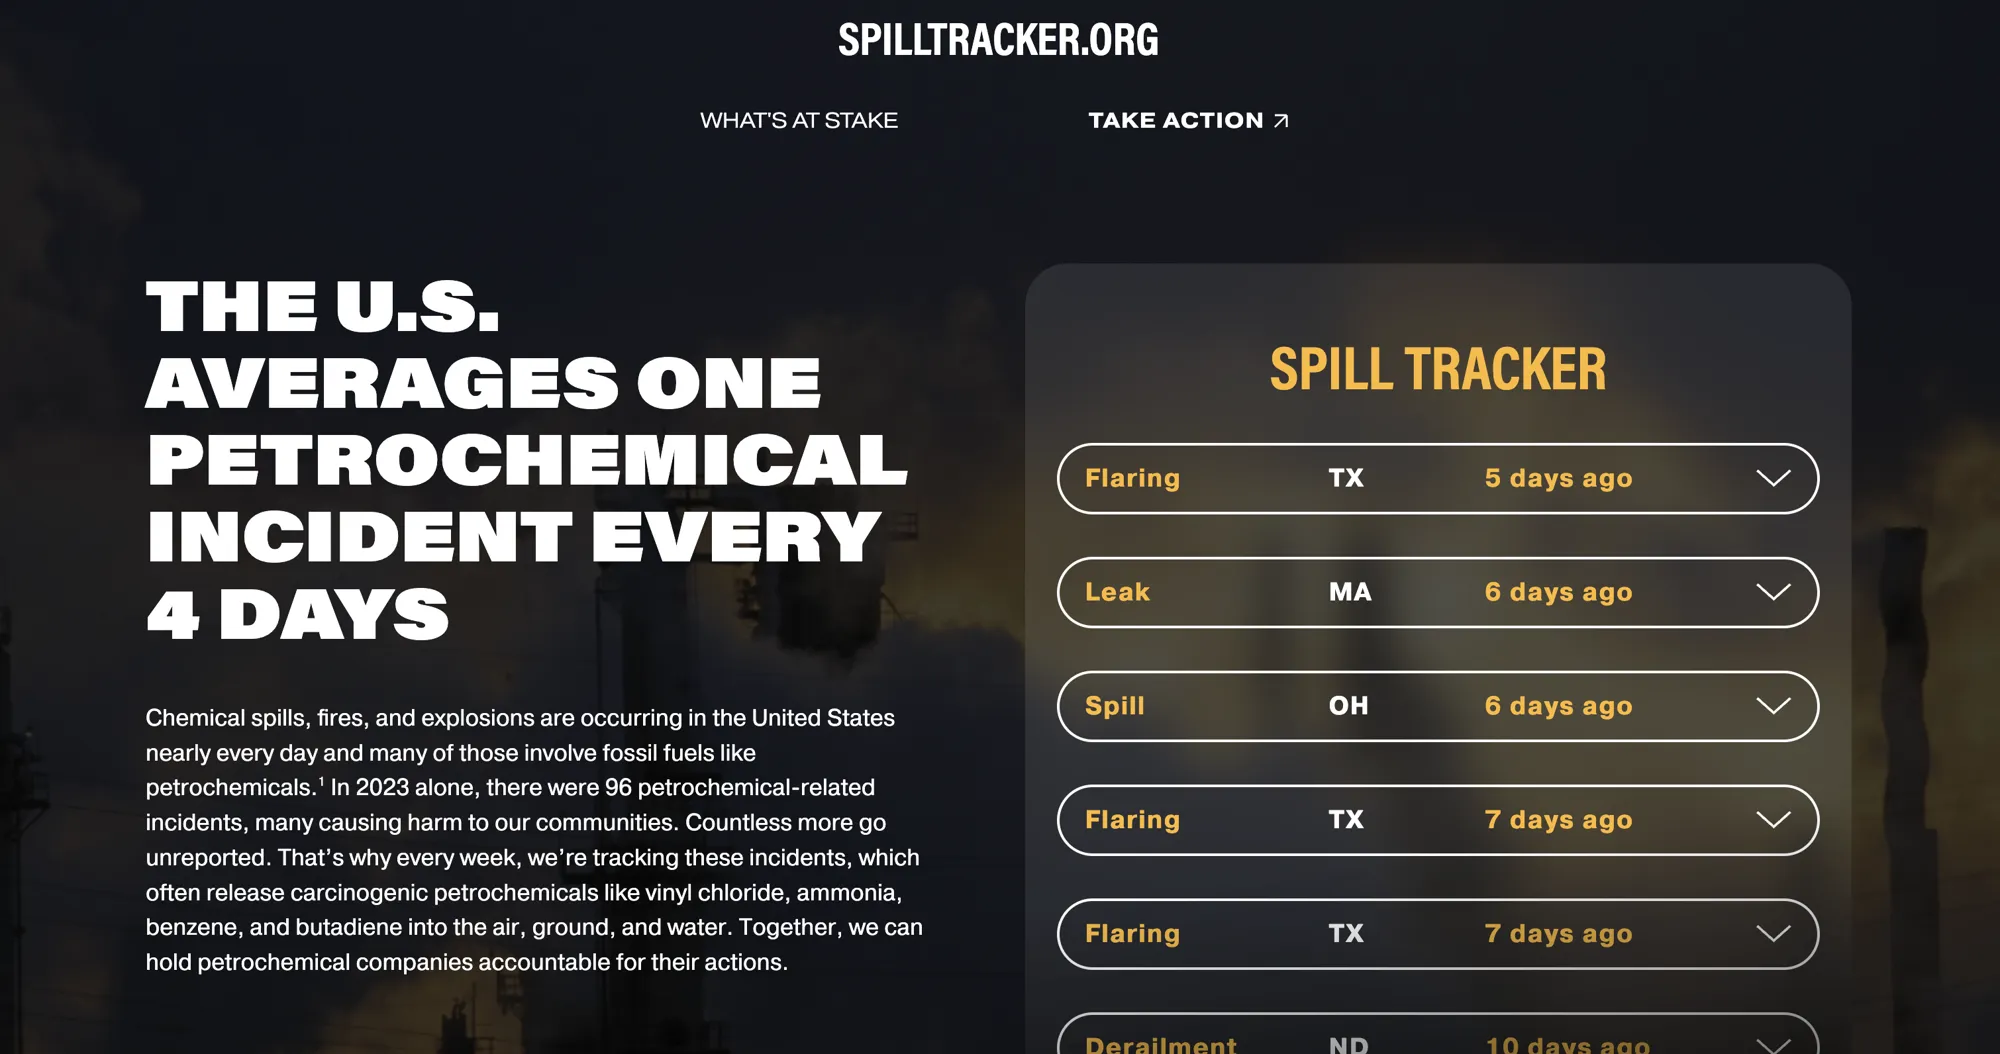 SPILLTRACKER.ORG
WHAT'S AT STAKE
TAKE ACTION ↗
THE U.S.
AVERAGES ONE
PETROCHEMICAL
INCIDENT EVERY
4 DAYS
Chemical spills, fires, and explosions are occurring in the United States
nearly every day and many of those involve fossil fuels like
petrochemicals.¹ In 2023 alone, there were 96 petrochemical-related
incidents, many causing harm to our communities. Countless more go
unreported. That’s why every week, we’re tracking these incidents, which
often release carcinogenic petrochemicals like vinyl chloride, ammonia,
benzene, and butadiene into the air, ground, and water. Together, we can
hold petrochemical companies accountable for their actions.
SPILL TRACKER
Flaring TX 5 days ago
Leak MA 6 days ago
Spill OH 6 days ago
Flaring TX 7 days ago
Flaring TX 7 days ago
Derailment ND 10 days ago